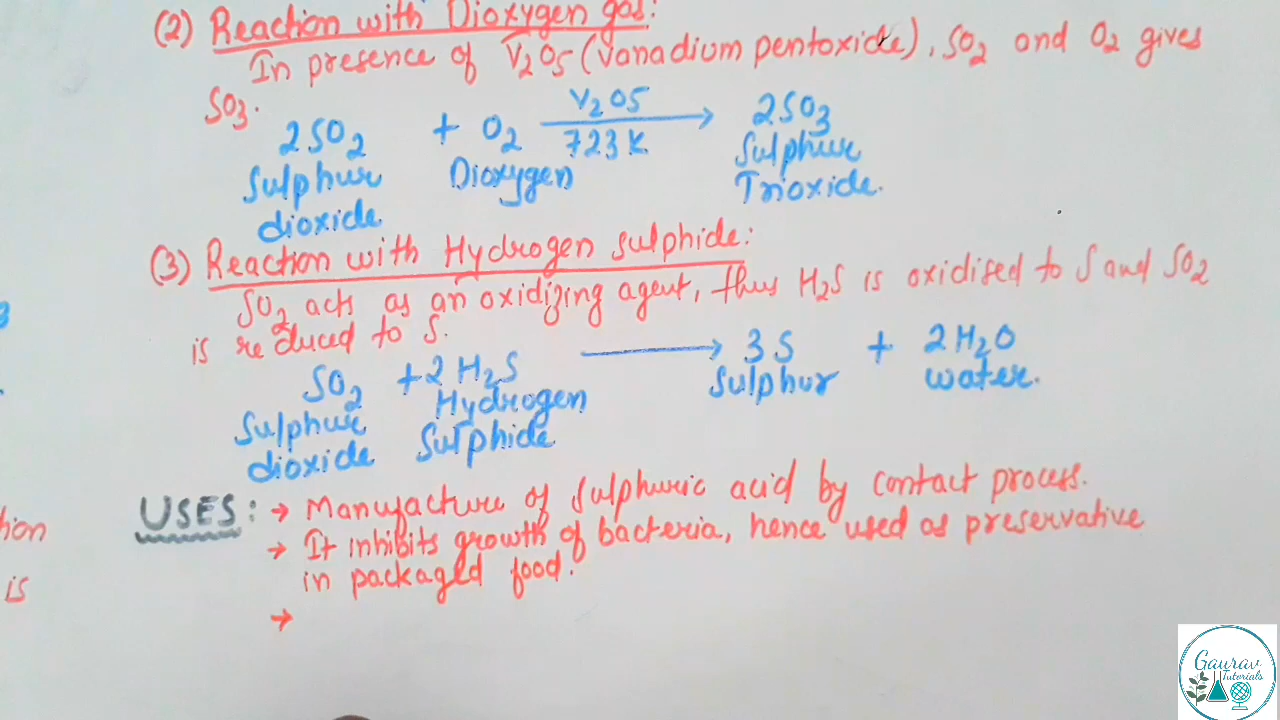 (2) Reaction with Dioxygen gas:
In presence of V2O5 (Vanadium pentoxide), SO2 and O2 gives
SO3.
2SO2 + O2 V2O5 723 K → 2SO3
Sulphur dioxide Dioxygen Sulphur Trioxide.
(3) Reaction with Hydrogen sulphide:
SO2 acts as an oxidizing agent, thus H2S is oxidised to S and SO2
is reduced to S.
SO2 + 2H2S → 3S + 2H2O
Sulphur dioxide Hydrogen Sulphide Sulphur water.
USES: → Manufacture of Sulphuric acid by contact process.
→ It inhibits growth of bacteria, hence used as preservative
in packaged food.
→
is
Gaurav
Tutorials